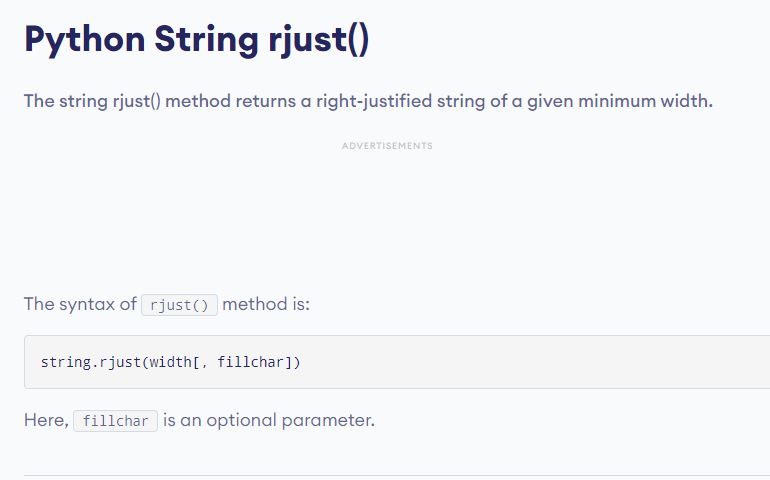 Python String rjust()
The string rjust() method returns a right-justified string of a given minimum width.
ADVERTISEMENTS
The syntax of rjust() method is:
string.rjust(width[, fillchar])
Here, fillchar is an optional parameter.